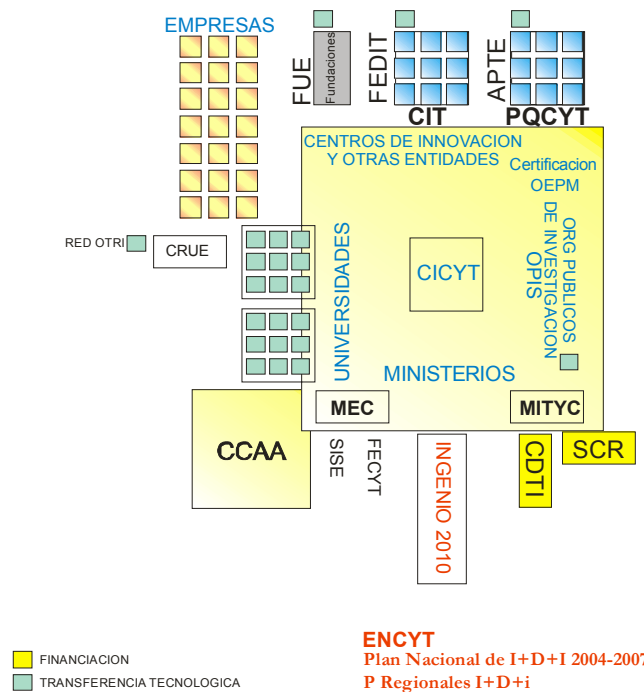 EMPRESAS
FUE
Fundaciones
FEDIT
APTE
CIT
PQCYT
CENTROS DE INNOVACION
Y OTRAS ENTIDADES
Certificacion
OEPM
ORG PUBLICOS
DE INVESTIGACION
OPIS
RED OTRI
CRUE
UNIVERSIDADES
CICYT
MINISTERIOS
MEC
MITYC
CCAA
SISE
FECYT
INGENIO 2010
CDTI
SCR
FINANCIACION
TRANSFERENCIA TECNOLOGICA
ENCYT
Plan Nacional de I+D+I 2004-2007
P Regionales I+D+i